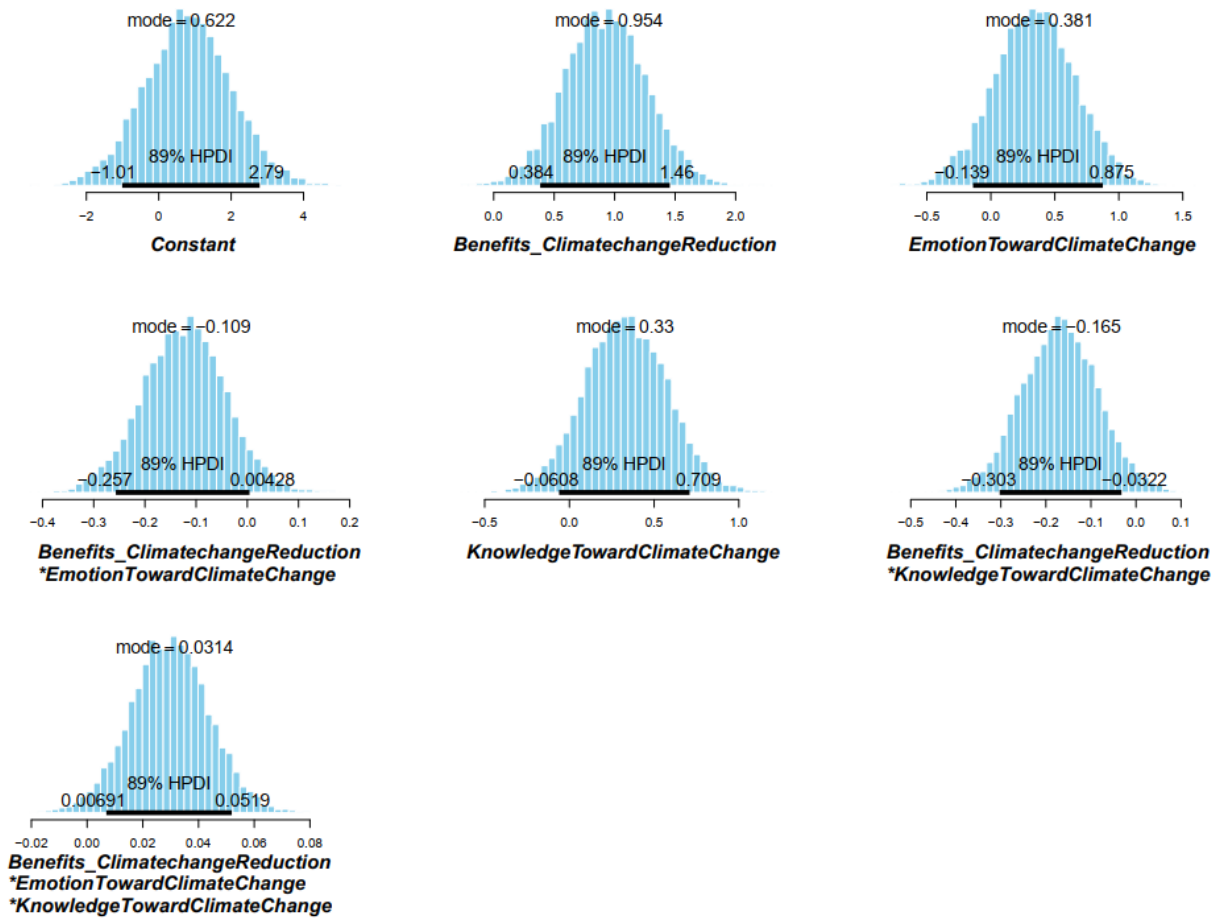 mode = 0.622
89% HPDI
−1.01 2.79
−2 0 2 4
Constant
mode = 0.954
89% HPDI
0.384 1.46
0.0 0.5 1.0 1.5 2.0
Benefits_ClimatechangeReduction
mode = 0.381
89% HPDI
−0.139 0.875
−0.5 0.0 0.5 1.0 1.5
EmotionTowardClimateChange
mode = −0.109
89% HPDI
−0.257 0.00428
−0.4 −0.3 −0.2 −0.1 0.0 0.1 0.2
Benefits_ClimatechangeReduction
*EmotionTowardClimateChange
mode = 0.33
89% HPDI
−0.0608 0.709
−0.5 0.0 0.5 1.0
KnowledgeTowardClimateChange
mode = −0.165
89% HPDI
−0.303 −0.0322
−0.5 −0.4 −0.3 −0.2 −0.1 0.0 0.1
Benefits_ClimatechangeReduction
*KnowledgeTowardClimateChange
mode = 0.0314
89% HPDI
0.00691 0.0519
−0.02 0.00 0.02 0.04 0.06 0.08
Benefits_ClimatechangeReduction
*EmotionTowardClimateChange
*KnowledgeTowardClimateChange